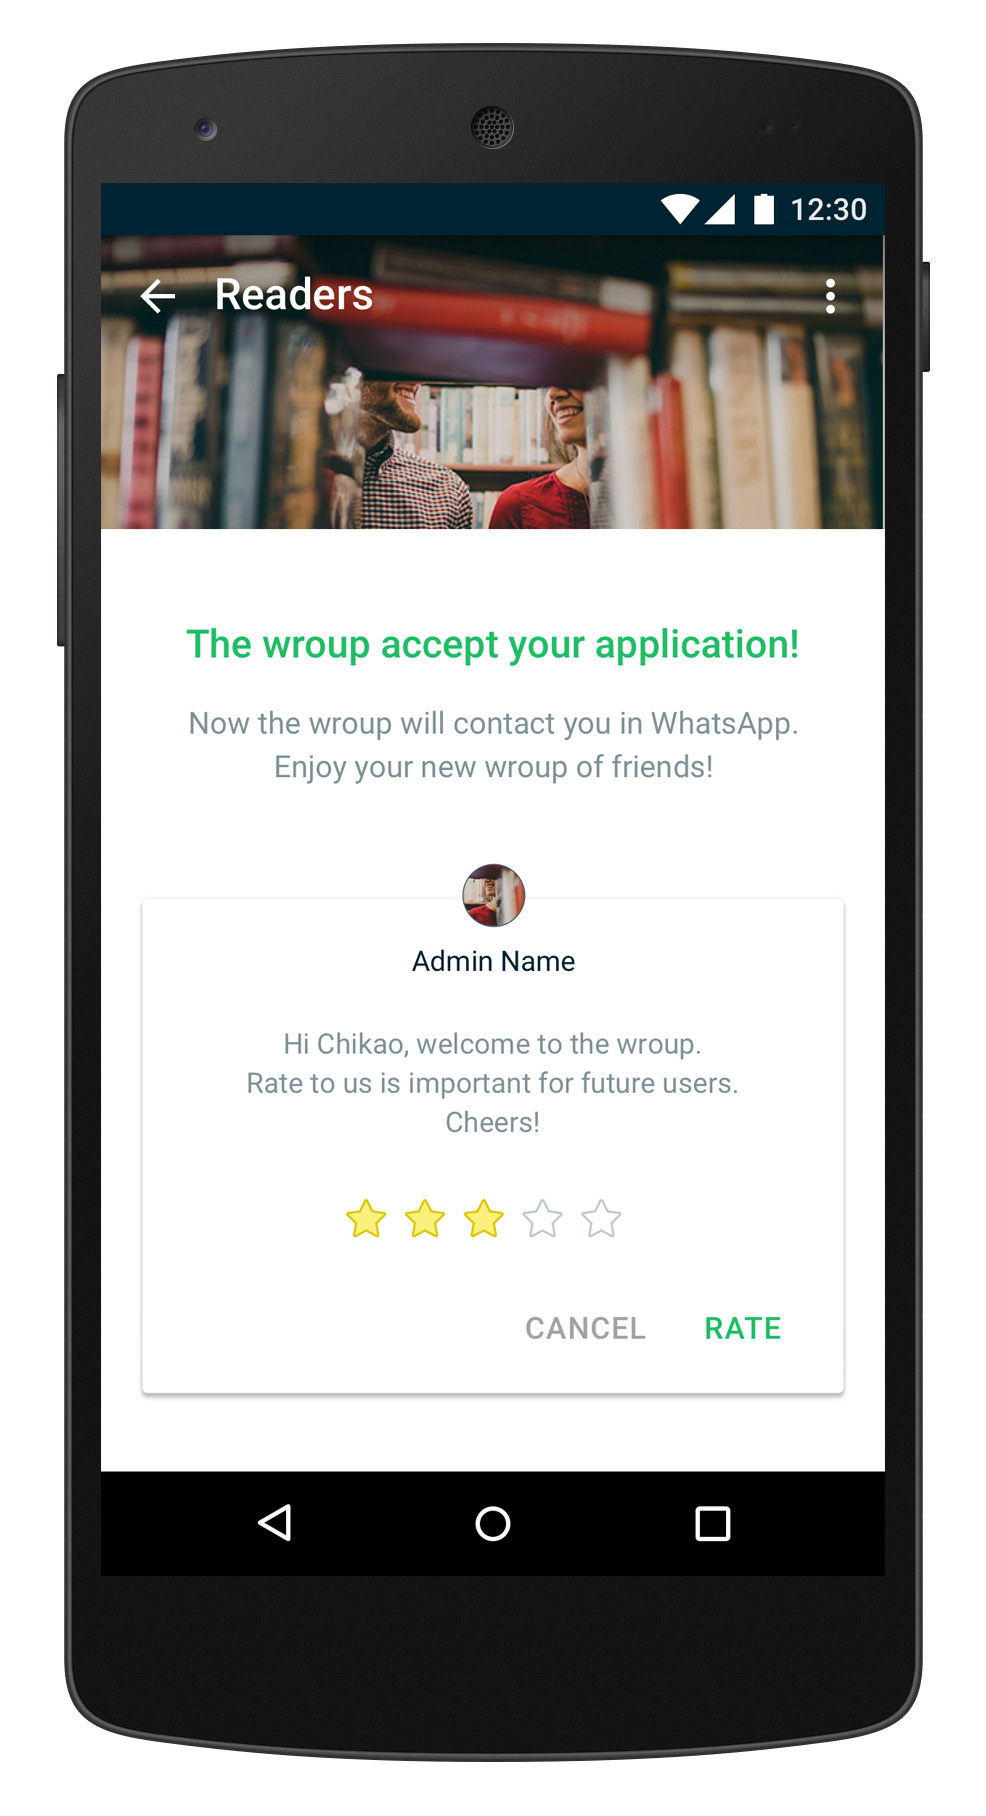 12:30
Readers
The wroup accept your application!
Now the wroup will contact you in WhatsApp.
Enjoy your new wroup of friends!
Admin Name
Hi Chikao, welcome to the wroup.
Rate to us is important for future users.
Cheers!
CANCEL RATE